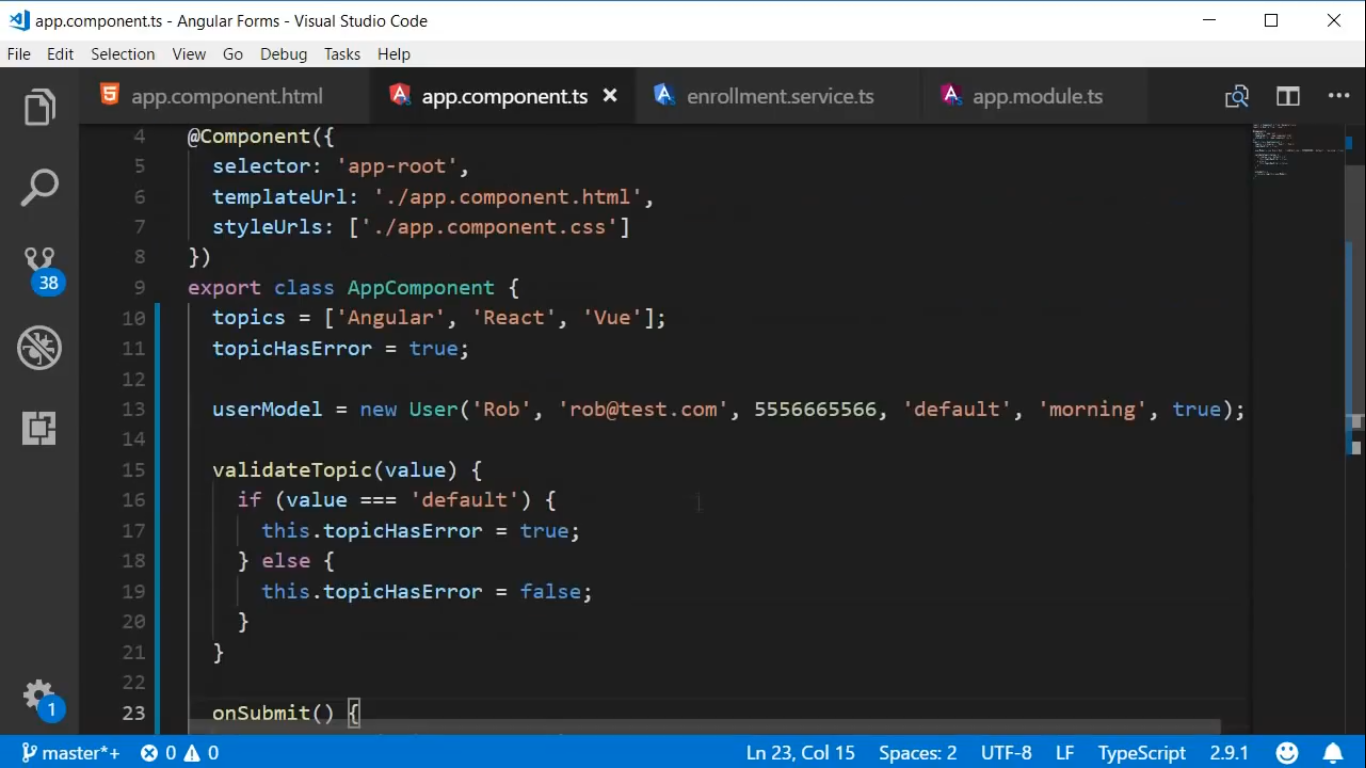 app.component.ts - Angular Forms - Visual Studio Code
File Edit Selection View Go Debug Tasks Help
app.component.html app.component.ts enrollment.service.ts app.module.ts
4 @Component({
5 selector: 'app-root',
6 templateUrl: './app.component.html',
7 styleUrls: ['./app.component.css']
8 })
9 export class AppComponent {
10 topics = ['Angular', 'React', 'Vue'];
11 topicHasError = true;
12
13 userModel = new User('Rob', 'rob@test.com', 5556665566, 'default', 'morning', true);
14
15 validateTopic(value) {
16 if (value === 'default') {
17 this.topicHasError = true;
18 } else {
19 this.topicHasError = false;
20 }
21 }
22
23 onSubmit() {
38
1
master*+ 0 0 Ln 23, Col 15 Spaces: 2 UTF-8 LF TypeScript 2.9.1